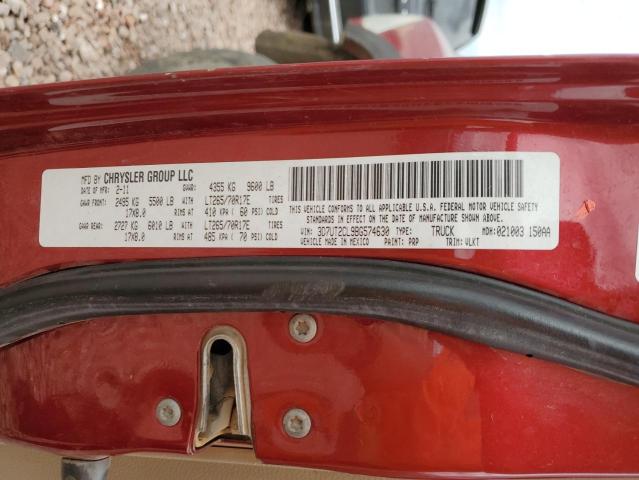 MFD BY CHRYSLER GROUP LLC
DATE OF MFR: 2-11 GVWR: 4355 KG 9600 LB
GAWR FRONT: 2495 KG 5500 LB LT265/70R17E TIRES
17X8.0 RIMS AT 410 KPA ( 60 PSI) COLD
GAWR REAR: 2727 KG 6010 LB LT265/70R17E TIRES
17X8.0 RIMS AT 485 KPA ( 70 PSI) COLD
THIS VEHICLE CONFORMS TO ALL APPLICABLE U.S.A. FEDERAL MOTOR VEHICLE SAFETY
STANDARDS IN EFFECT ON THE DATE OF MANUFACTURE SHOWN ABOVE.
VIN: 3D7UT2CL9BG574630 TYPE: TRUCK MDH: 021003 150AA
VEHICLE MADE IN MEXICO PAINT: PRP TRIM: VLKT